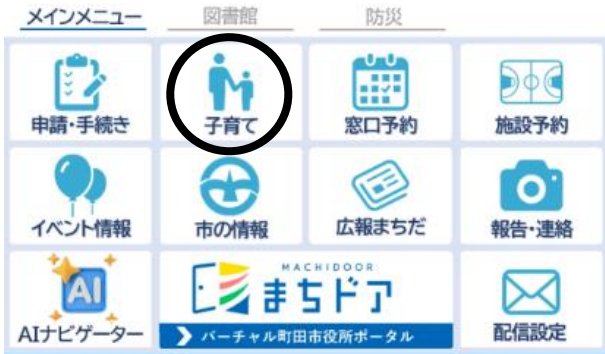 メインメニュー
図書館
防災
申請・手続き
子育て
窓口予約
施設予約
イベント情報
市の情報
広報まちだ
報告・連絡
AI
AIナビゲーター
MACHIDOOR
まちドア
バーチャル町田市役所ポータル
配信設定